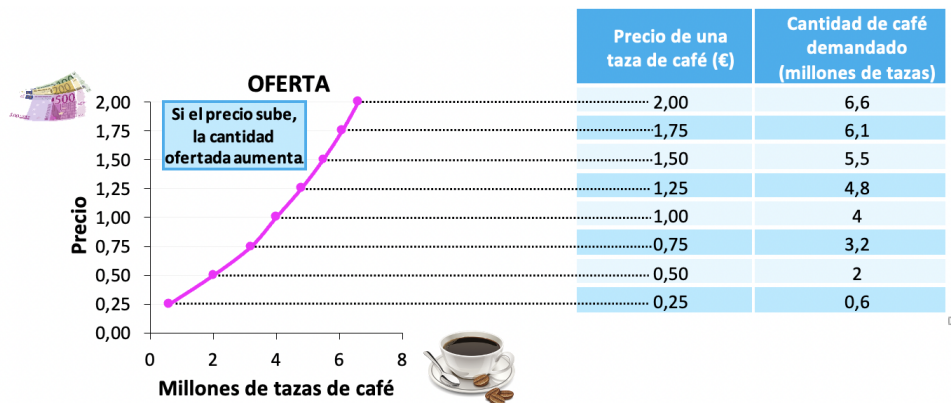 OFERTA
Si el precio sube,
la cantidad
ofertada aumenta.
Precio
2,00
1,75
1,50
1,25
1,00
0,75
0,50
0,25
0,00
0 2 4 6 8
Millones de tazas de café
Precio de una
taza de café (€)
Cantidad de café
demandado
(millones de tazas)
2,00 6,6
1,75 6,1
1,50 5,5
1,25 4,8
1,00 4
0,75 3,2
0,50 2
0,25 0,6
200
500